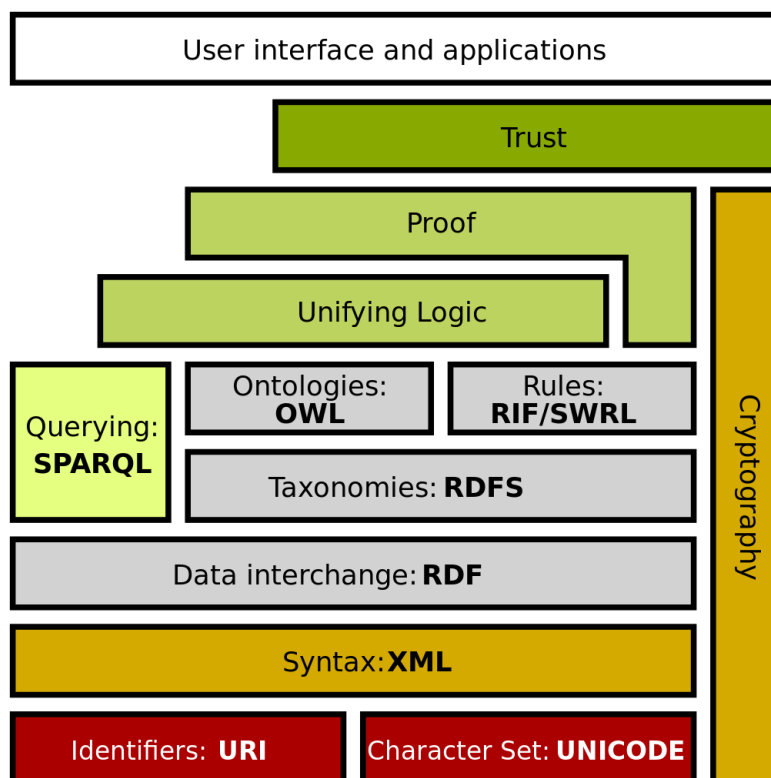 User interface and applications
Trust
Proof
Unifying Logic
Ontologies:
OWL
Rules:
RIF/SWRL
Querying:
SPARQL
Taxonomies: RDFS
Cryptography
Data interchange: RDF
Syntax: XML
Identifiers: URI
Character Set: UNICODE